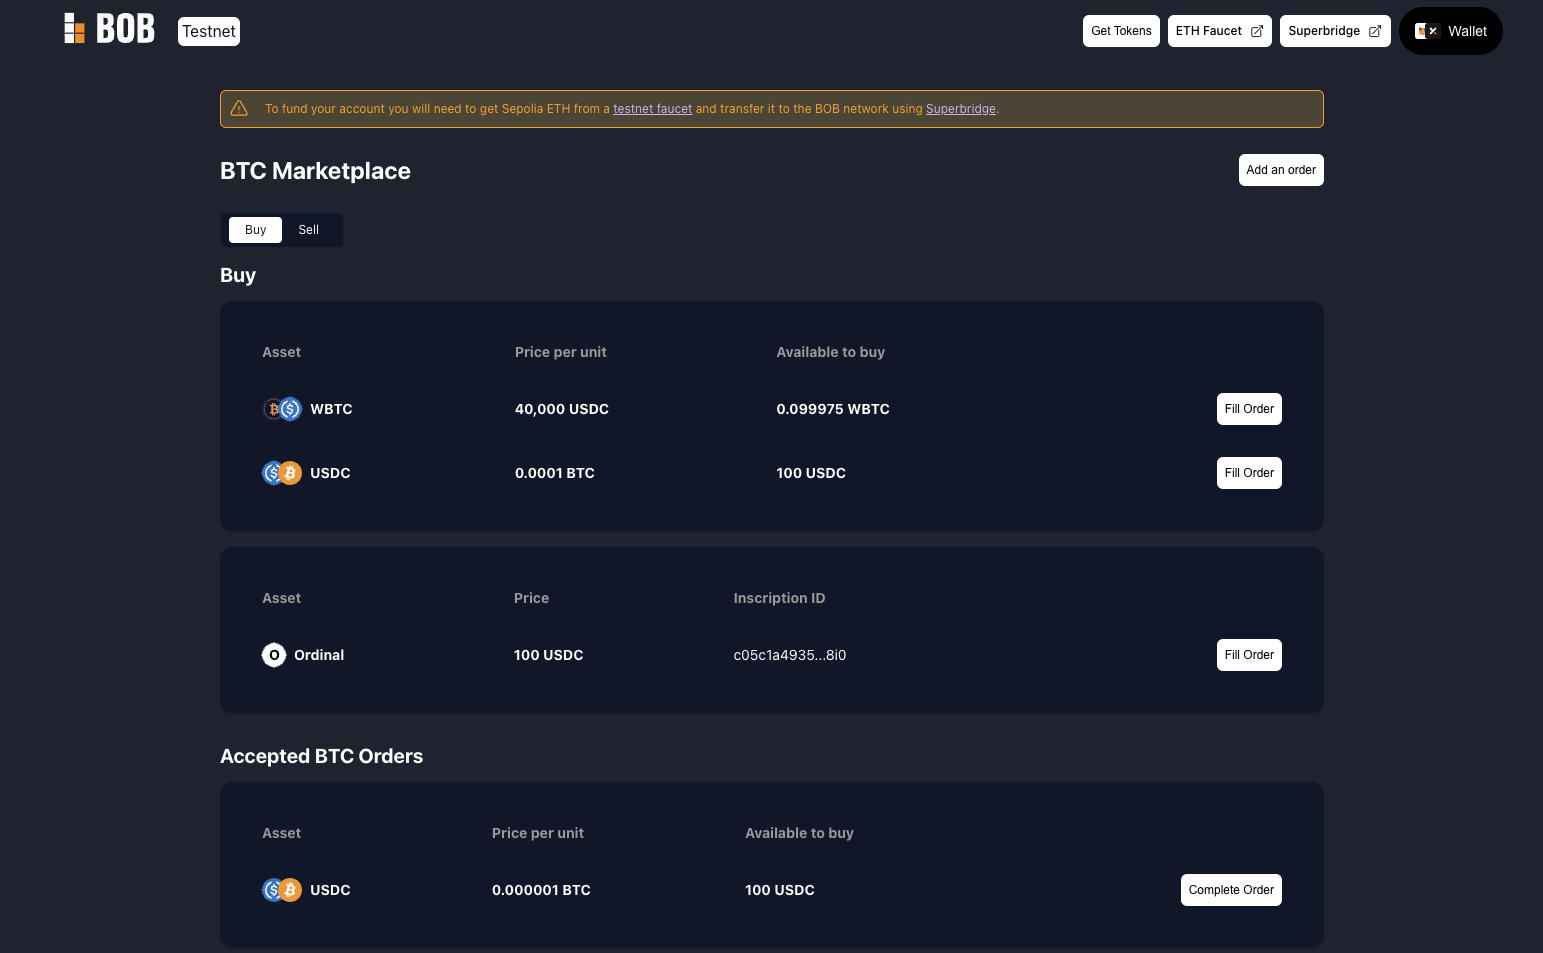 BOB Testnet Get Tokens ETH Faucet Superbridge Wallet
To fund your account you will need to get Sepolia ETH from a testnet faucet and transfer it to the BOB network using Superbridge.
BTC Marketplace Add an order
Buy Sell
Buy
Asset Price per unit Available to buy
WBTC 40,000 USDC 0.099975 WBTC Fill Order
USDC 0.0001 BTC 100 USDC Fill Order
Asset Price Inscription ID
O Ordinal 100 USDC c05c1a4935...8i0 Fill Order
Accepted BTC Orders
Asset Price per unit Available to buy
USDC 0.000001 BTC 100 USDC Complete Order